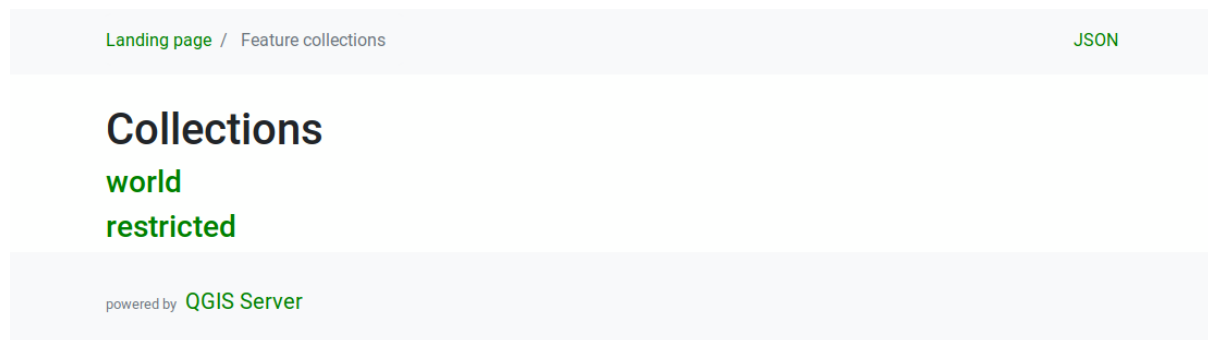 Landing page / Feature collections JSON
Collections
world
restricted
powered by QGIS Server